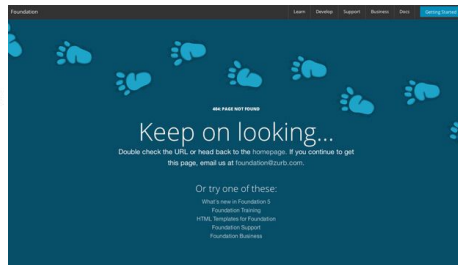 Foundation
Learn Develop Support Business Docs Getting Started
404: PAGE NOT FOUND
Keep on looking...
Double check the URL or head back to the homepage. If you continue to get
this page, email us at foundation@zurb.com.
Or try one of these:
What's new in Foundation 5
Foundation Training
HTML Templates for Foundation
Foundation Support
Foundation Business